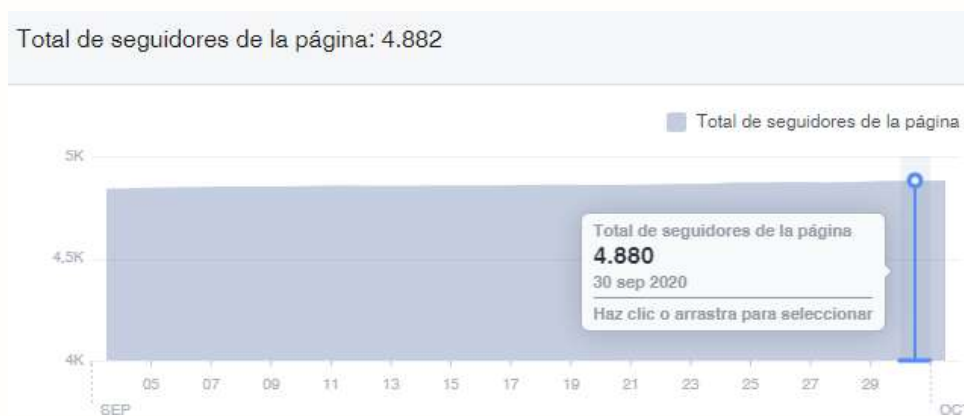 Total de seguidores de la página: 4.882
Total de seguidores de la página
5K
4,5K
4K
Total de seguidores de la página
4.880
30 sep 2020
Haz clic o arrastra para seleccionar
05 07 09 11 13 15 17 19 21 23 25 27 29
SEP